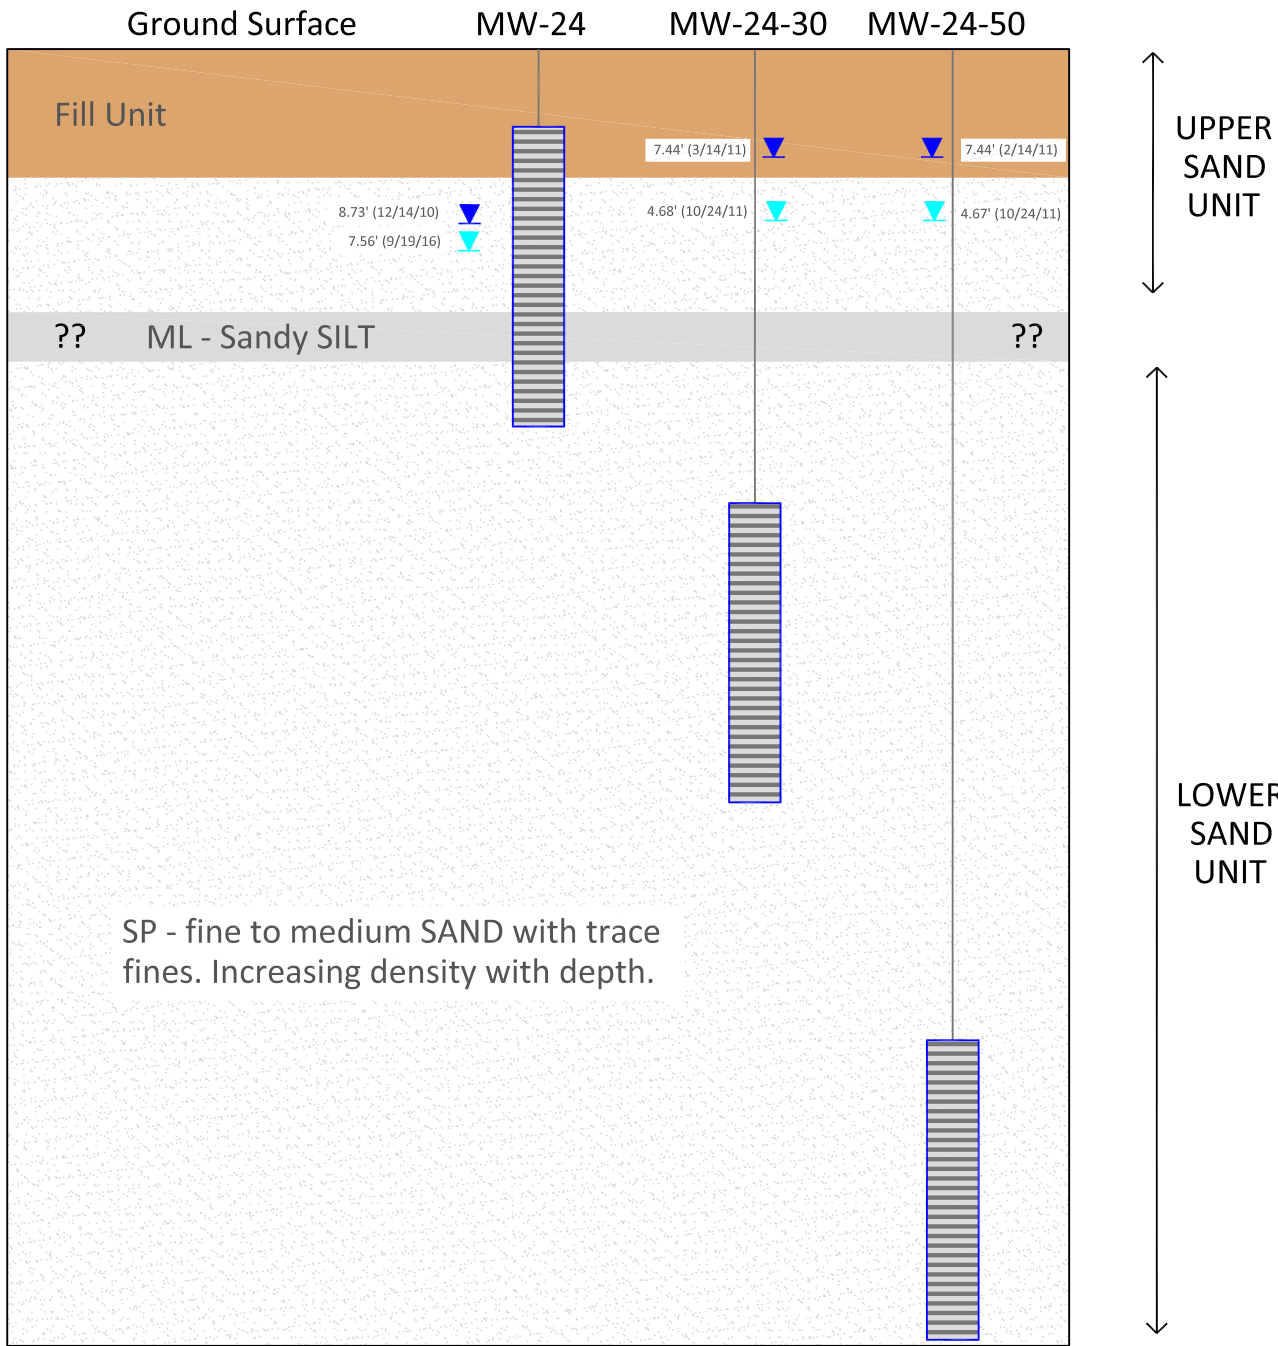 Ground Surface
MW-24
MW-24-30
MW-24-50
Fill Unit
7.44' (3/14/11)
7.44' (2/14/11)
UPPER
SAND
UNIT
8.73' (12/14/10)
4.68' (10/24/11)
4.67' (10/24/11)
7.56' (9/19/16)
??
ML - Sandy SILT
??
LOWER
SAND
UNIT
SP - fine to medium SAND with trace
fines. Increasing density with depth.